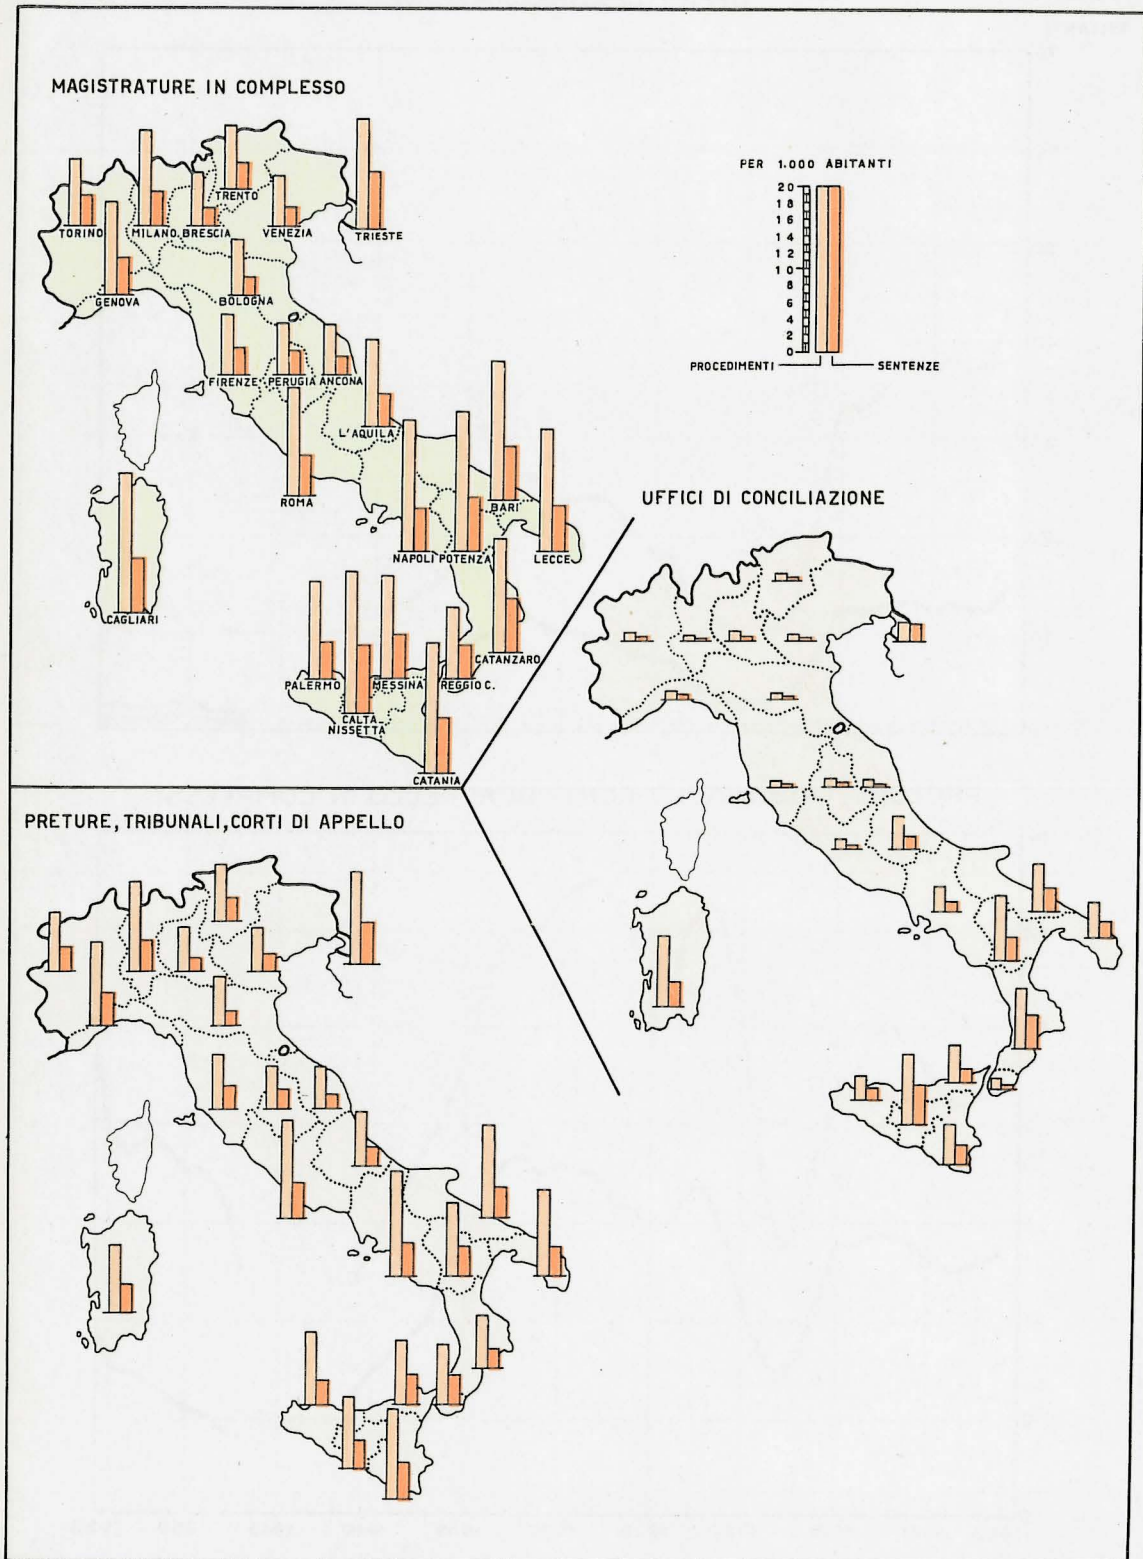 MAGISTRATURE IN COMPLESSO
TORINO
MILANO
BRESCIA
TRENTO
VENEZIA
TRIESTE
GENOVA
BOLOGNA
FIRENZE
PERUGIA
ANCONA
L'AQUILA
ROMA
NAPOLI
POTENZA
BARI
LECCE
CAGLIARI
CATANZARO
PALERMO
MESSINA
REGGIO C.
CALTA
NISSETTA
CATANIA
PER 1.000 ABITANTI
20
18
16
14
12
10
8
6
4
2
0
PROCEDIMENTI
SENTENZE
UFFICI DI CONCILIAZIONE
PRETURE, TRIBUNALI, CORTI DI APPELLO